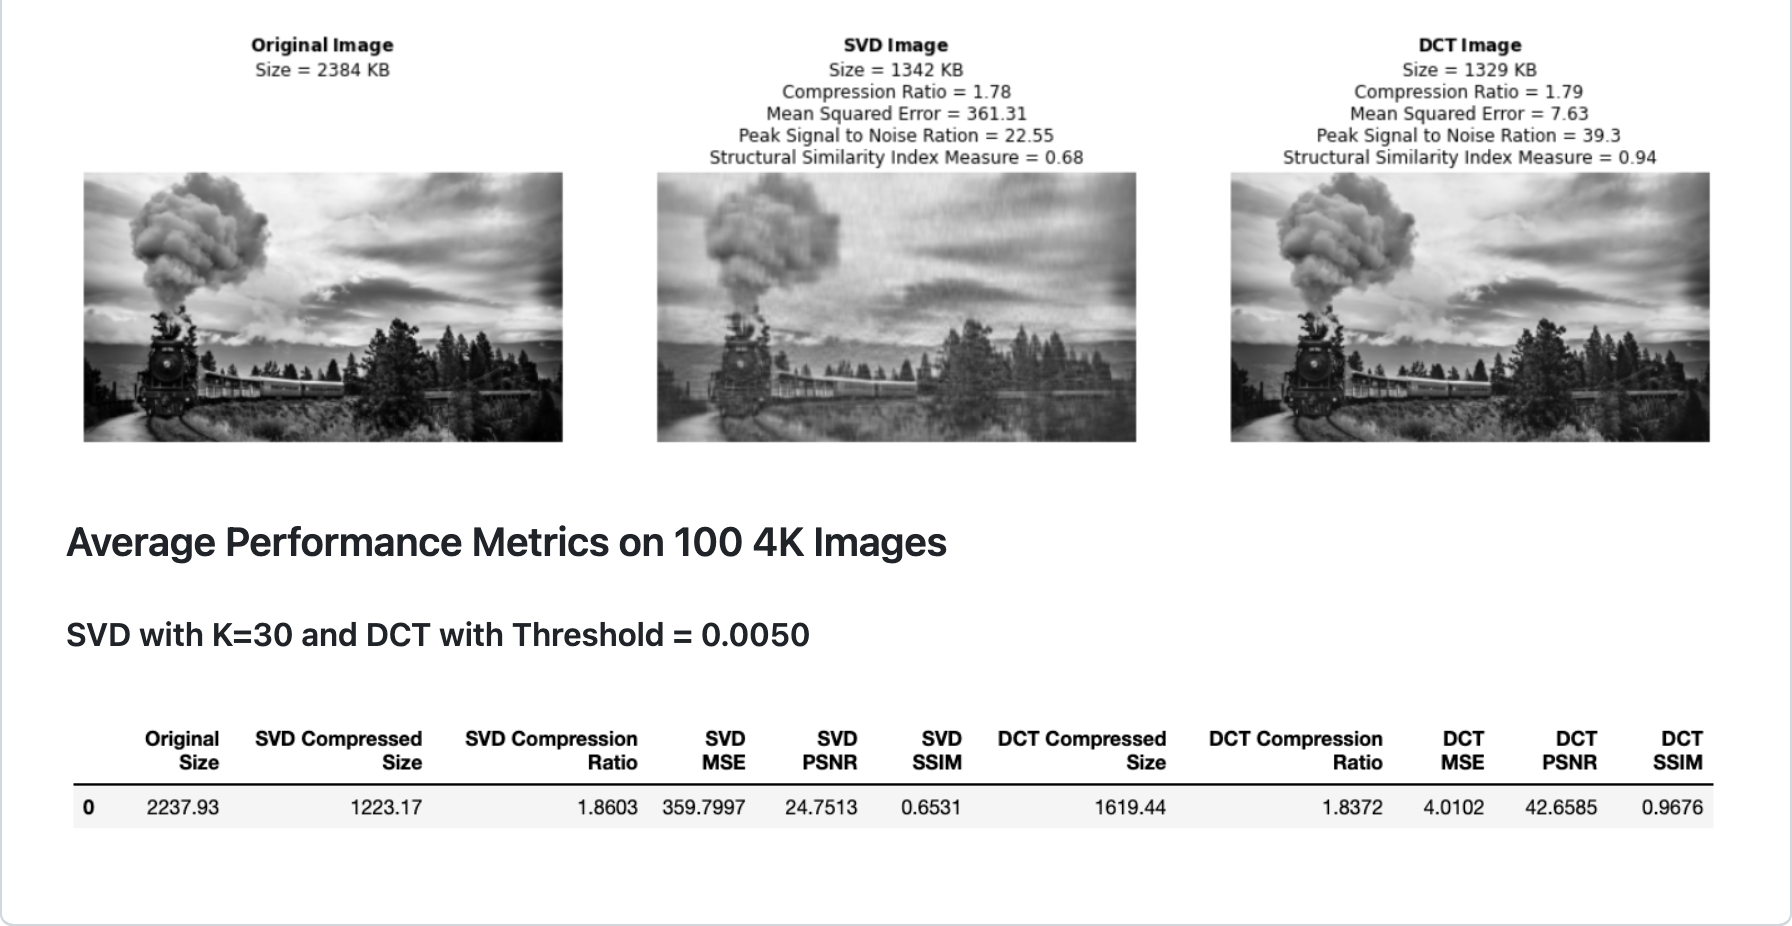 Original Image
Size = 2384 KB
SVD Image
Size = 1342 KB
Compression Ratio = 1.78
Mean Squared Error = 361.31
Peak Signal to Noise Ration = 22.55
Structural Similarity Index Measure = 0.68
DCT Image
Size = 1329 KB
Compression Ratio = 1.79
Mean Squared Error = 7.63
Peak Signal to Noise Ration = 39.3
Structural Similarity Index Measure = 0.94
Average Performance Metrics on 100 4K Images
SVD with K=30 and DCT with Threshold = 0.0050
Original SVD Compressed SVD Compression SVD SVD SVD DCT Compressed DCT Compression DCT DCT DCT
Size Size Ratio MSE PSNR SSIM Size Ratio MSE PSNR SSIM
0 2237.93 1223.17 1.8603 359.7997 24.7513 0.6531 1619.44 1.8372 4.0102 42.6585 0.9676